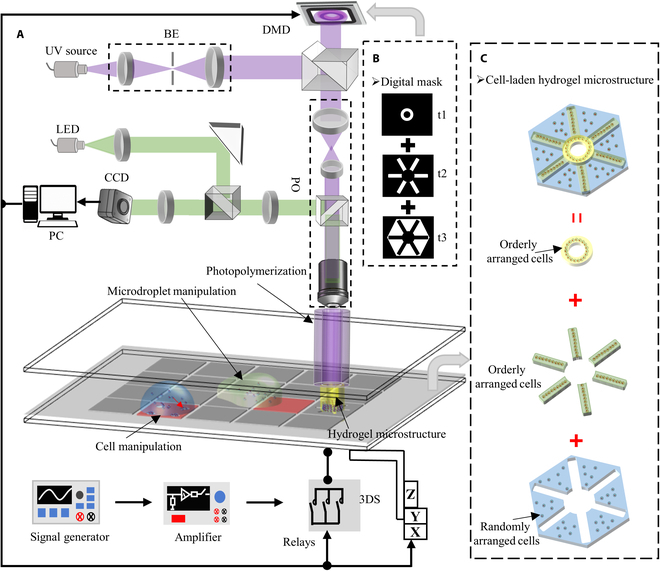 A
BE
DMD
UV source
LED
CCD
PC
PO
Photopolymerization
Microdroplet manipulation
Cell manipulation
Hydrogel microstructure
Signal generator
Amplifier
Relays
3DS
Z
Y
X
B
➢Digital mask
t1
t2
t3
C
➢Cell-laden hydrogel microstructure
Orderly
arranged cells
Orderly
arranged cells
Randomly
arranged cells